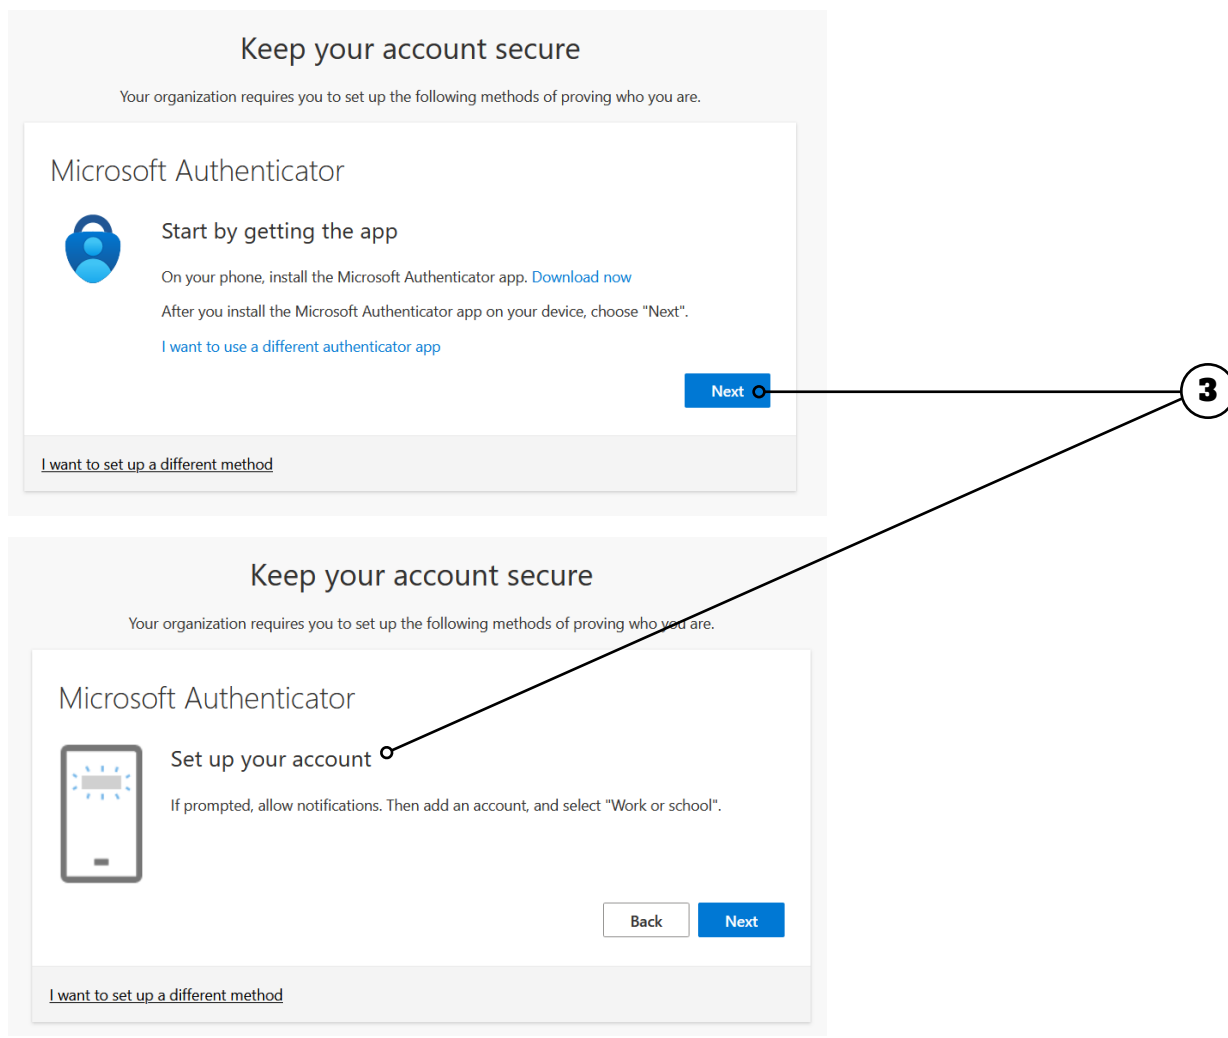 Keep your account secure
Your organization requires you to set up the following methods of proving who you are.
Microsoft Authenticator
Start by getting the app
On your phone, install the Microsoft Authenticator app. Download now
After you install the Microsoft Authenticator app on your device, choose "Next".
I want to use a different authenticator app
Next
3
I want to set up a different method
Keep your account secure
Your organization requires you to set up the following methods of proving who you are.
Microsoft Authenticator
Set up your account
If prompted, allow notifications. Then add an account, and select "Work or school".
Back
Next
I want to set up a different method